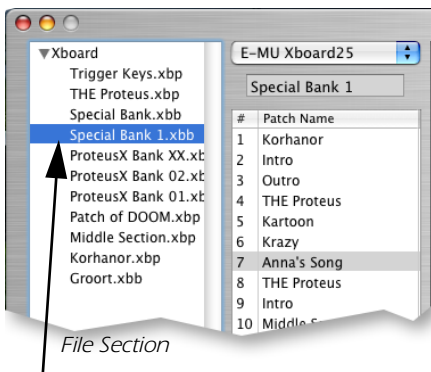 Xboard
Trigger Keys.xbp
THE Proteus.xbp
Special Bank.xbb
Special Bank 1.xbb
ProteusX Bank XX.xb
ProteusX Bank 02.xb
ProteusX Bank 01.xb
Patch of DOOM.xbp
Middle Section.xbp
Korhanor.xbp
Groort.xbb
E-MU Xboard25
Special Bank 1
# Patch Name
1 Korhanor
2 Intro
3 Outro
4 THE Proteus
5 Kartoon
6 Krazy
7 Anna's Song
8 THE Proteus
9 Intro
10 Middle
File Section